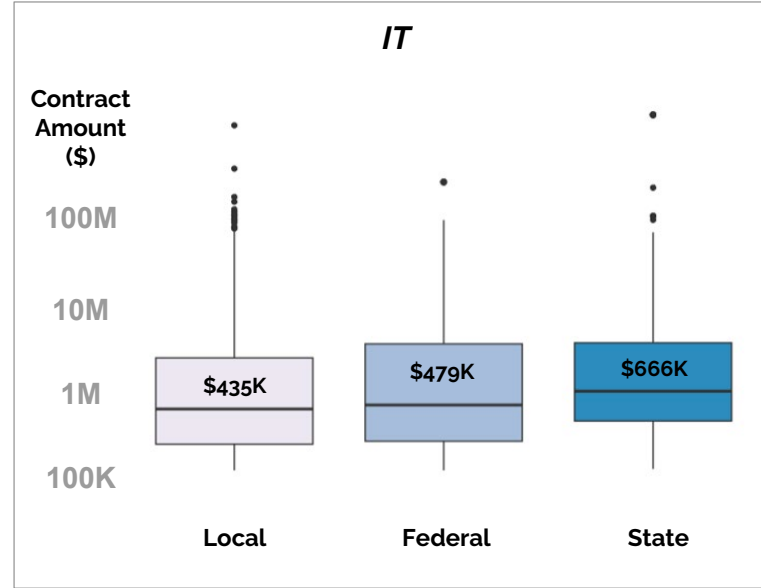 IT
Contract
Amount
($)
100M
10M
1M
100K
$435K
$479K
$666K
Local
Federal
State